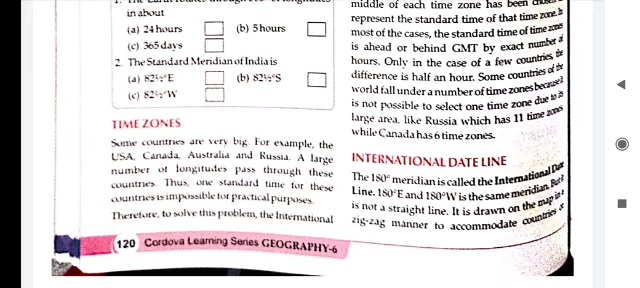 in about
(a) 24 hours
(b) 5 hours
(c) 365 days
2. The Standard Meridian of India is
(a) 82½°E
(b) 82½°S
(c) 82½°W
TIME ZONES
Some countries are very big. For example, the
USA, Canada, Australia and Russia. A large
number of longitudes pass through these
countries. Thus, one standard time for these
countries is impossible for practical purposes.
Therefore, to solve this problem, the International
120 Cordova Learning Series GEOGRAPHY-6
middle of each time zone has been
represent the standard time of that time zone. In
most of the cases, the standard time of time zones
is ahead or behind GMT by exact number of
hours. Only in the case of a few countries, the
difference is half an hour. Some countries of the
world fall under a number of time zones because it
is not possible to select one time zone due to its
large area, like Russia which has 11 time zones
while Canada has 6 time zones.
INTERNATIONAL DATE LINE
The 180° meridian is called the International Date
Line. 180°E and 180°W is the same meridian. But it
is not a straight line. It is drawn on the map in a
zig-zag manner to accommodate countries